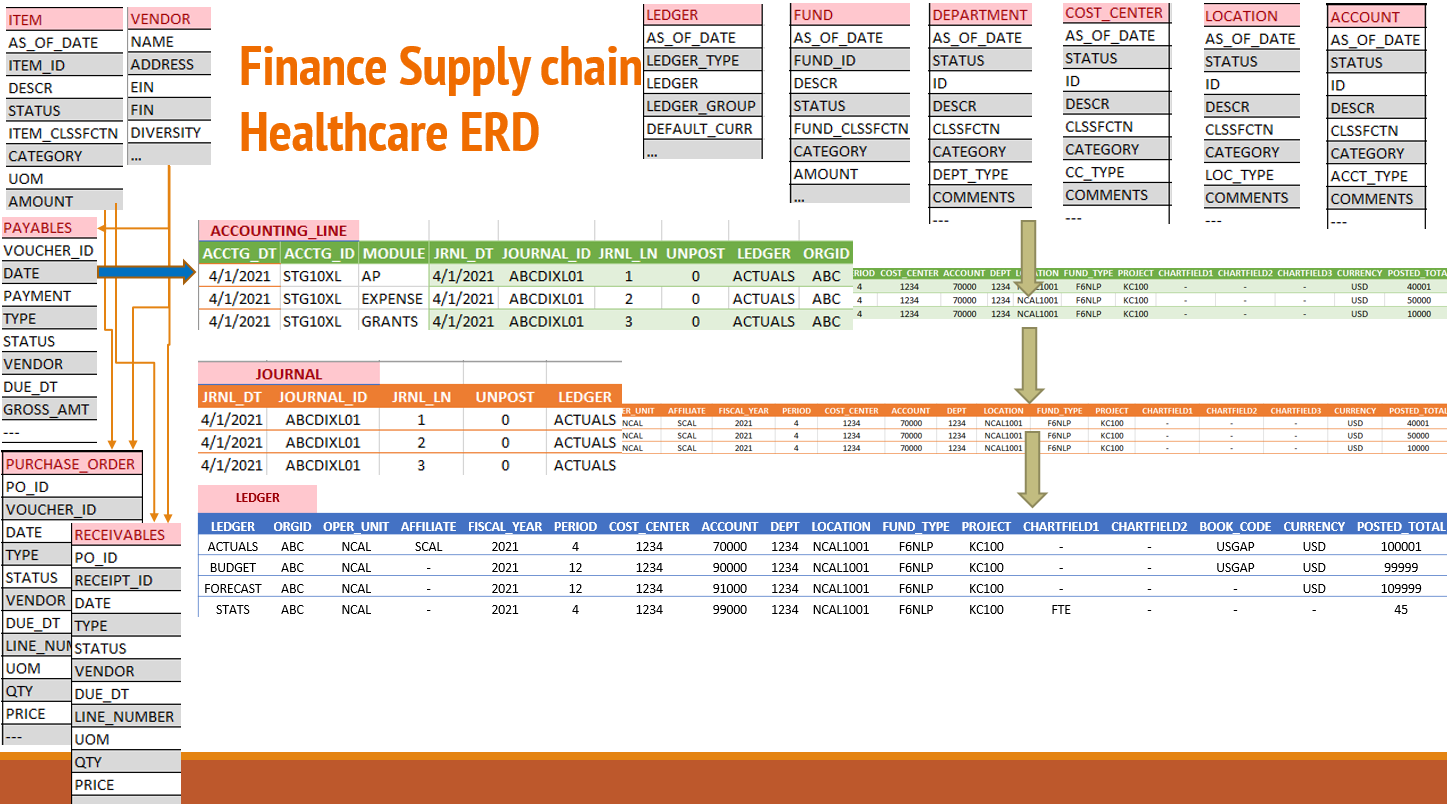 ITEM
AS_OF_DATE
ITEM_ID
DESCR
STATUS
ITEM_CLSSFCTN
CATEGORY
UOM
AMOUNT
VENDOR
NAME
ADDRESS
EIN
FIN
DIVERSITY
...
Finance Supply chain
Healthcare ERD
LEDGER
AS_OF_DATE
LEDGER_TYPE
LEDGER
LEDGER_GROUP
DEFAULT_CURR
...
FUND
AS_OF_DATE
FUND_ID
DESCR
STATUS
FUND_CLSSFCTN
CATEGORY
AMOUNT
...
DEPARTMENT
AS_OF_DATE
STATUS
ID
DESCR
CLSSFCTN
CATEGORY
DEPT_TYPE
COMMENTS
---
COST_CENTER
AS_OF_DATE
STATUS
ID
DESCR
CLSSFCTN
CATEGORY
CC_TYPE
COMMENTS
---
LOCATION
AS_OF_DATE
STATUS
ID
DESCR
CLSSFCTN
CATEGORY
LOC_TYPE
COMMENTS
---
ACCOUNT
AS_OF_DATE
STATUS
ID
DESCR
CLSSFCTN
CATEGORY
ACCT_TYPE
COMMENTS
---
PAYABLES
VOUCHER_ID
DATE
PAYMENT
TYPE
STATUS
VENDOR
DUE_DT
GROSS_AMT
---
ACCOUNTING_LINE
ACCTG_DT ACCTG_ID MODULE JRNL_DT JOURNAL_ID JRNL_LN UNPOST LEDGER ORGID
4/1/2021 STG10XL AP 4/1/2021 ABCDIXL01 1 0 ACTUALS ABC
4/1/2021 STG10XL EXPENSE 4/1/2021 ABCDIXL01 2 0 ACTUALS ABC
4/1/2021 STG10XL GRANTS 4/1/2021 ABCDIXL01 3 0 ACTUALS ABC
RIOD COST_CENTER ACCOUNT DEPT FUND_TYPE PROJECT CHARTFIELD1 CHARTFIELD2 CHARTFIELD3 CURRENCY POSTED_TOTA
4 1234 70000 1234 F6NLP KC100 - - - USD 40001
4 1234 70000 1234 NCAL1001 F6NLP KC100 - - - USD 50000
4 1234 70000 1234 NCAL1001 F6NLP KC100 - - - USD 10000
JOURNAL
JRNL_DT JOURNAL_ID JRNL_LN UNPOST LEDGER
4/1/2021 ABCDIXL01 1 0 ACTUALS
4/1/2021 ABCDIXL01 2 0 ACTUALS
4/1/2021 ABCDIXL01 3 0 ACTUALS
ER_UNIT AFFILIATE FISCAL_YEAR PERIOD COST_CENTER ACCOUNT DEPT LOCATION FUND_TYPE PROJECT CHARTFIELD1 CHARTFIELD2 CHARTFIELD3 CURRENCY POSTED_TOTA
NCAL SCAL 2021 4 1234 70000 1234 NCAL1001 F6NLP KC100 - - - USD 40001
NCAL SCAL 2021 4 1234 70000 1234 NCAL1001 F6NLP KC100 - - - USD 50000
NCAL SCAL 2021 4 1234 70000 1234 NCAL1001 F6NLP KC100 - - - USD 10000
PURCHASE_ORDER
PO_ID
VOUCHER_ID
DATE
TYPE
STATUS
VENDOR
DUE_DT
LINE_NUM
UOM
QTY
PRICE
---
RECEIVABLES
PO_ID
RECEIPT_ID
DATE
TYPE
STATUS
VENDOR
DUE_DT
LINE_NUMBER
UOM
QTY
PRICE
LEDGER
LEDGER ORGID OPER_UNIT AFFILIATE FISCAL_YEAR PERIOD COST_CENTER ACCOUNT DEPT LOCATION FUND_TYPE PROJECT CHARTFIELD1 CHARTFIELD2 BOOK_CODE CURRENCY POSTED_TOTAL
ACTUALS ABC NCAL SCAL 2021 4 1234 70000 1234 NCAL1001 F6NLP KC100 - - USGAP USD 100001
BUDGET ABC NCAL - 2021 12 1234 90000 1234 NCAL1001 F6NLP KC100 - - USGAP USD 99999
FORECAST ABC NCAL - 2021 12 1234 91000 1234 NCAL1001 F6NLP KC100 - - - USD 109999
STATS ABC NCAL - 2021 4 1234 99000 1234 NCAL1001 F6NLP KC100 FTE - - - 45